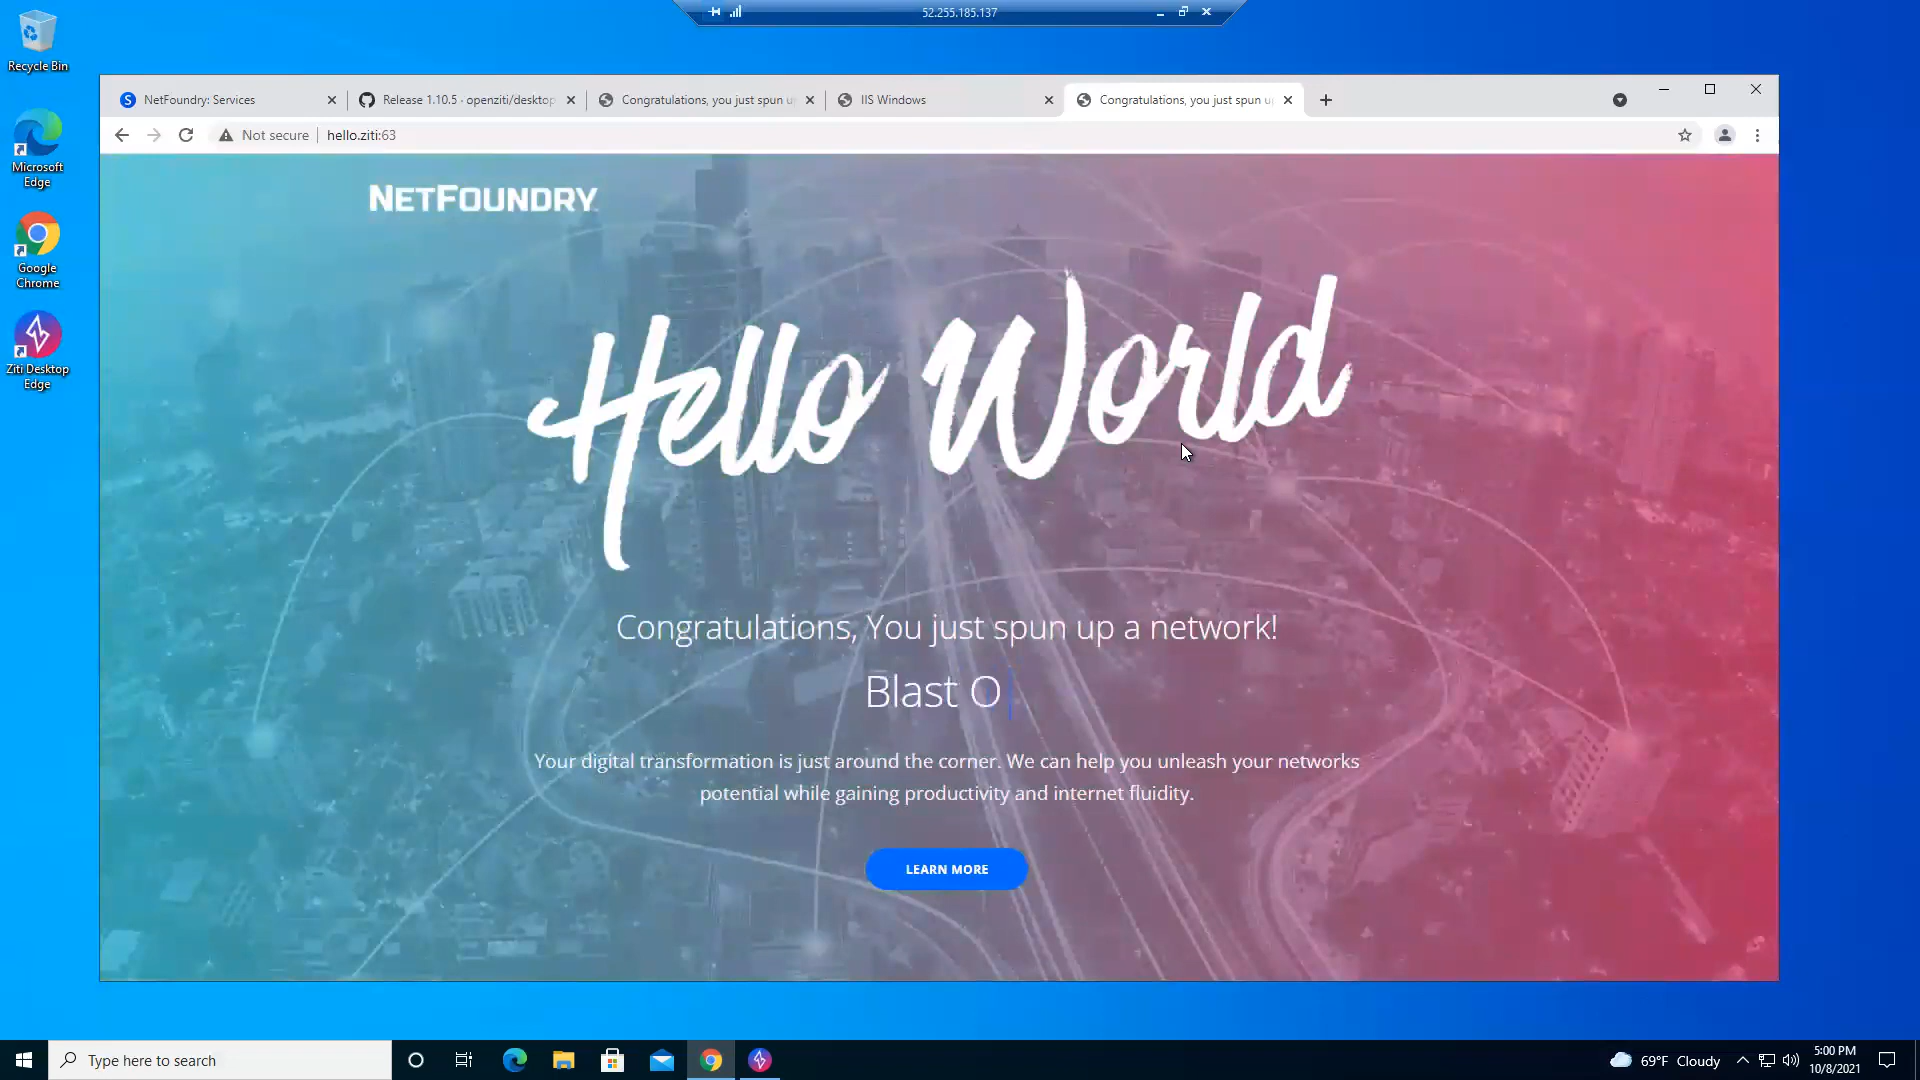 52.255.185.137
Recycle Bin
Microsoft
Edge
Google
Chrome
Ziti Desktop
Edge
NetFoundry: Services
Release 1.10.5 · openziti/desktop
Congratulations, you just spun u
IIS Windows
Congratulations, you just spun u
Not secure
hello.ziti:63
NETFOUNDRY
Hello World
Congratulations, You just spun up a network!
Blast O
Your digital transformation is just around the corner. We can help you unleash your networks
potential while gaining productivity and internet fluidity.
LEARN MORE
Type here to search
69°F Cloudy
5:00 PM
10/8/2021